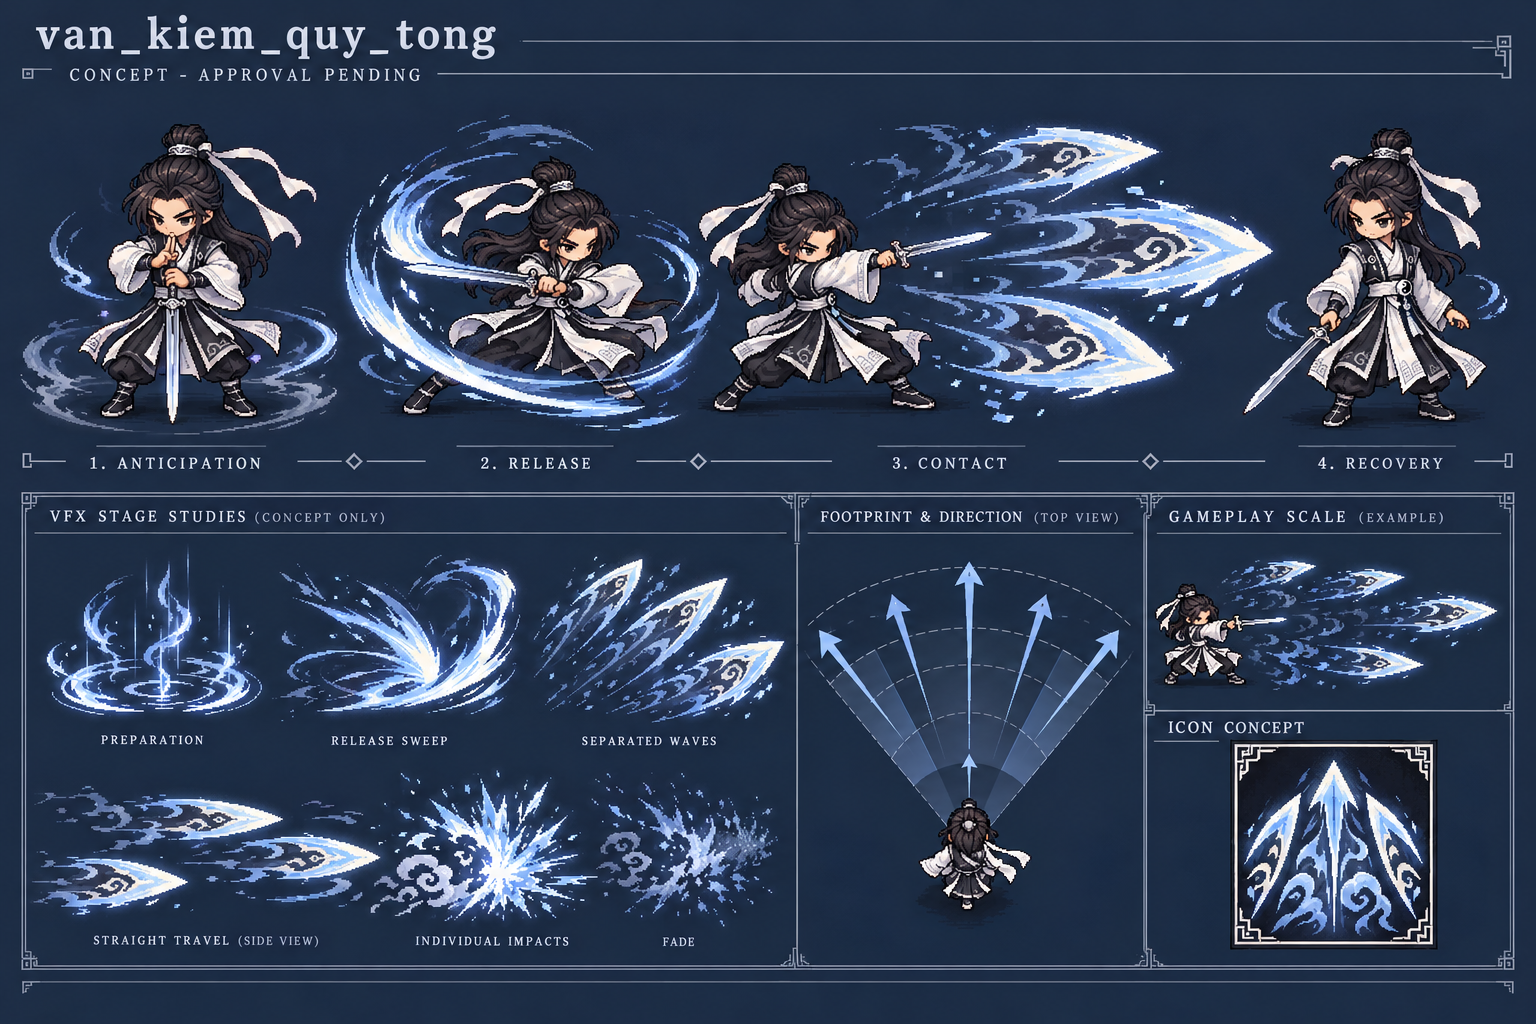 van_kiem_quy_tong
CONCEPT - APPROVAL PENDING
1. ANTICIPATION
2. RELEASE
3. CONTACT
4. RECOVERY
VFX STAGE STUDIES (CONCEPT ONLY)
PREPARATION
RELEASE SWEEP
SEPARATED WAVES
STRAIGHT TRAVEL (SIDE VIEW)
INDIVIDUAL IMPACTS
FADE
FOOTPRINT & DIRECTION (TOP VIEW)
GAMEPLAY SCALE (EXAMPLE)
ICON CONCEPT